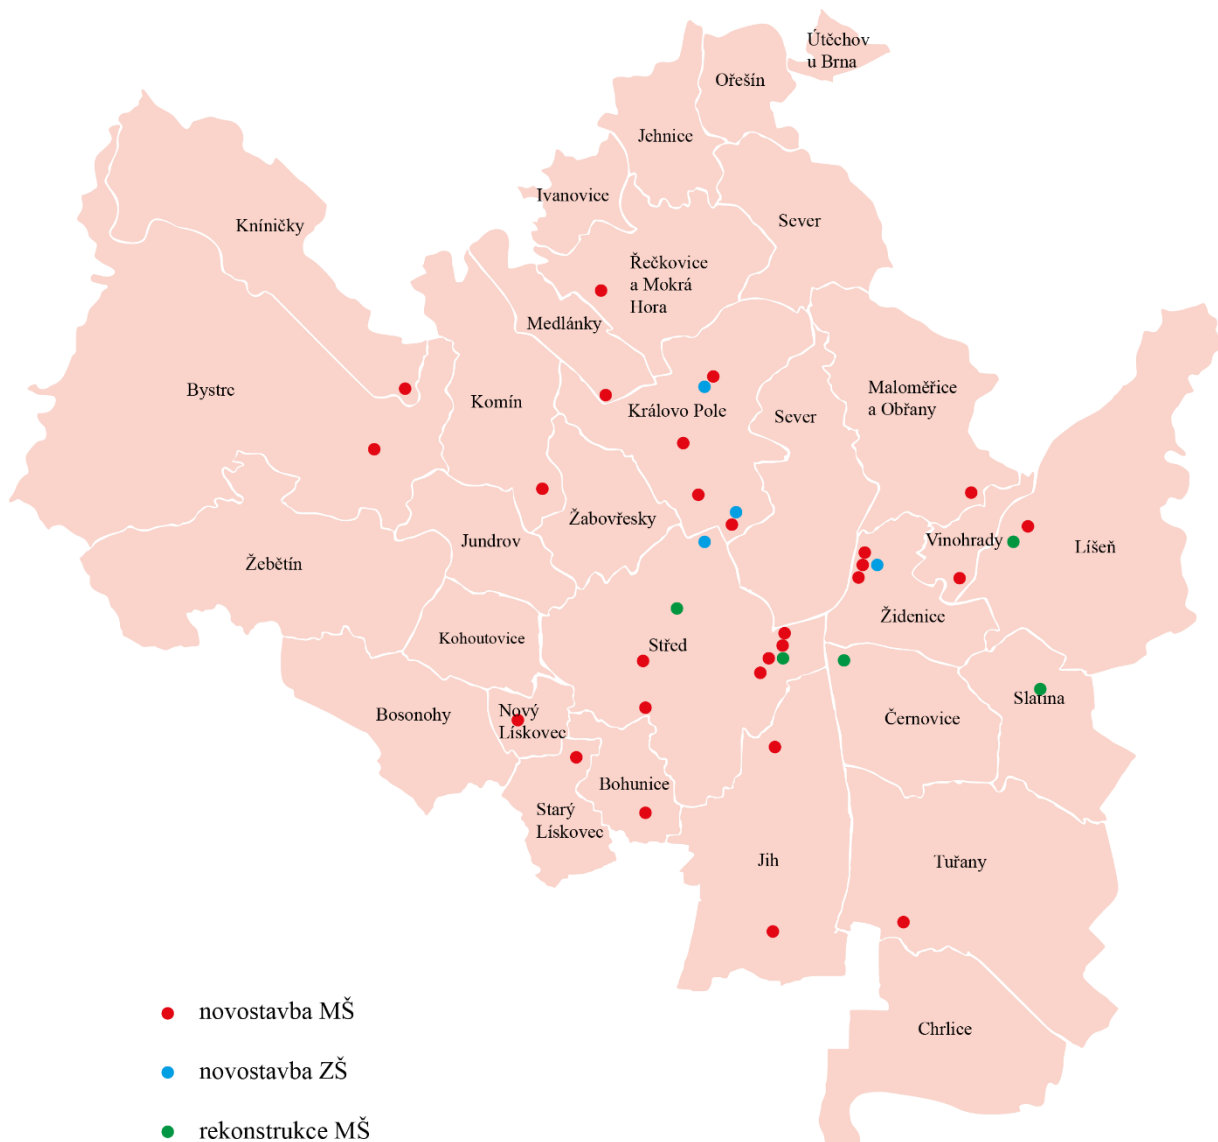 Útěchov
u Brna
Ořešín
Jehnice
Ivanovice
Sever
Kníničky
Řečkovice
a Mokrá
Hora
Medlánky
Bystrc
Komín
Královo Pole
Sever
Maloměřice
a Obřany
Žabovřesky
Jundrov
Vinohrady
Líšeň
Žebětín
Židenice
Kohoutovice
Střed
Slatina
Bosonohy
Nový
Lískovec
Černovice
Bohunice
Starý
Lískovec
Jih
Tuřany
Chrlice
novostavba MŠ
novostavba ZŠ
rekonstrukce MŠ